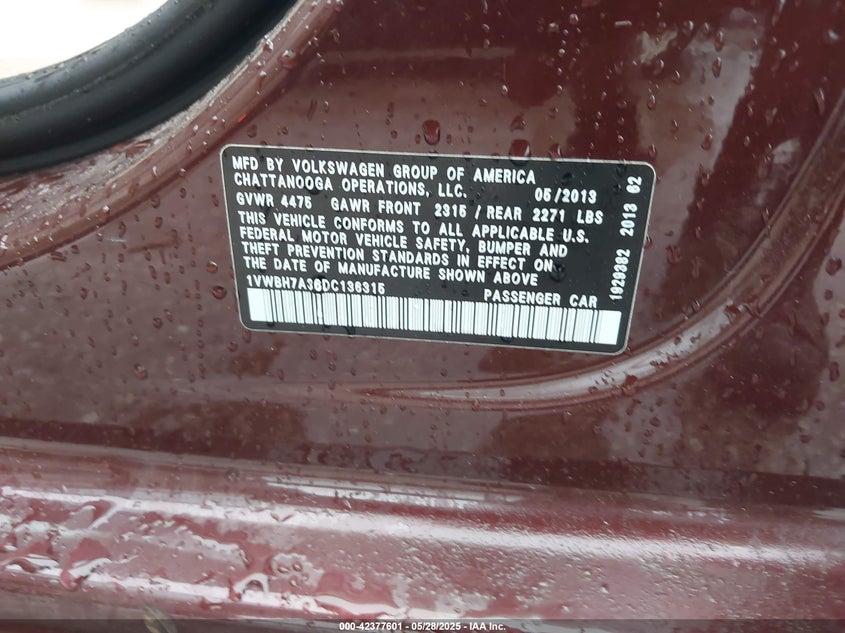 MFD BY VOLKSWAGEN GROUP OF AMERICA
CHATTANOOGA OPERATIONS, LLC. 05/2013
GVWR 4475 GAWR FRONT 2315 / REAR 2271 LBS
THIS VEHICLE CONFORMS TO ALL APPLICABLE U.S.
FEDERAL MOTOR VEHICLE SAFETY, BUMPER AND
THEFT PREVENTION STANDARDS IN EFFECT ON
THE DATE OF MANUFACTURE SHOWN ABOVE
1VWBH7A36DC136315 PASSENGER CAR
1929382 2013 62
000-42377601 - 05/28/2025 - IAA Inc.